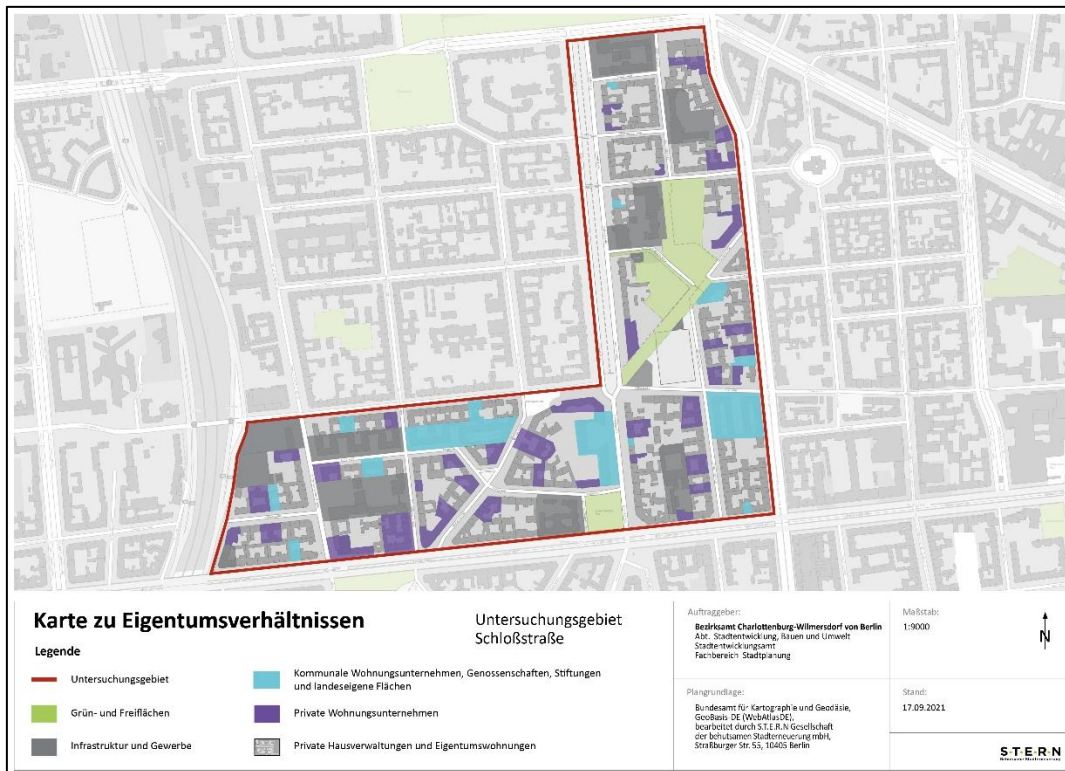 Karte zu Eigentumsverhältnissen
Untersuchungsgebiet
Schloßstraße
Legende
Untersuchungsgebiet
Grün- und Freiflächen
Infrastruktur und Gewerbe
Kommunale Wohnungsunternehmen, Genossenschaften, Stiftungen
und landeseigene Flächen
Private Wohnungsunternehmen
Private Hausverwaltungen und Eigentumswohnungen
Auftraggeber:
Bezirksamt Charlottenburg-Wilmersdorf von Berlin
Abt. Stadtentwicklung, Bauen und Umwelt
Stadtentwicklungsamt
Fachbereich Stadtplanung
Maßstab:
1:9000
N
Plangrundlage:
Bundesamt für Kartographie und Geodäsie,
GeoBasis-DE (WebAtlasDE),
bearbeitet durch S.T.E.R.N Gesellschaft
der behutsamen Stadterneuerung mbH,
Straßburger Str. 55, 10405 Berlin
Stand:
17.09.2021
S·T·E·R·N